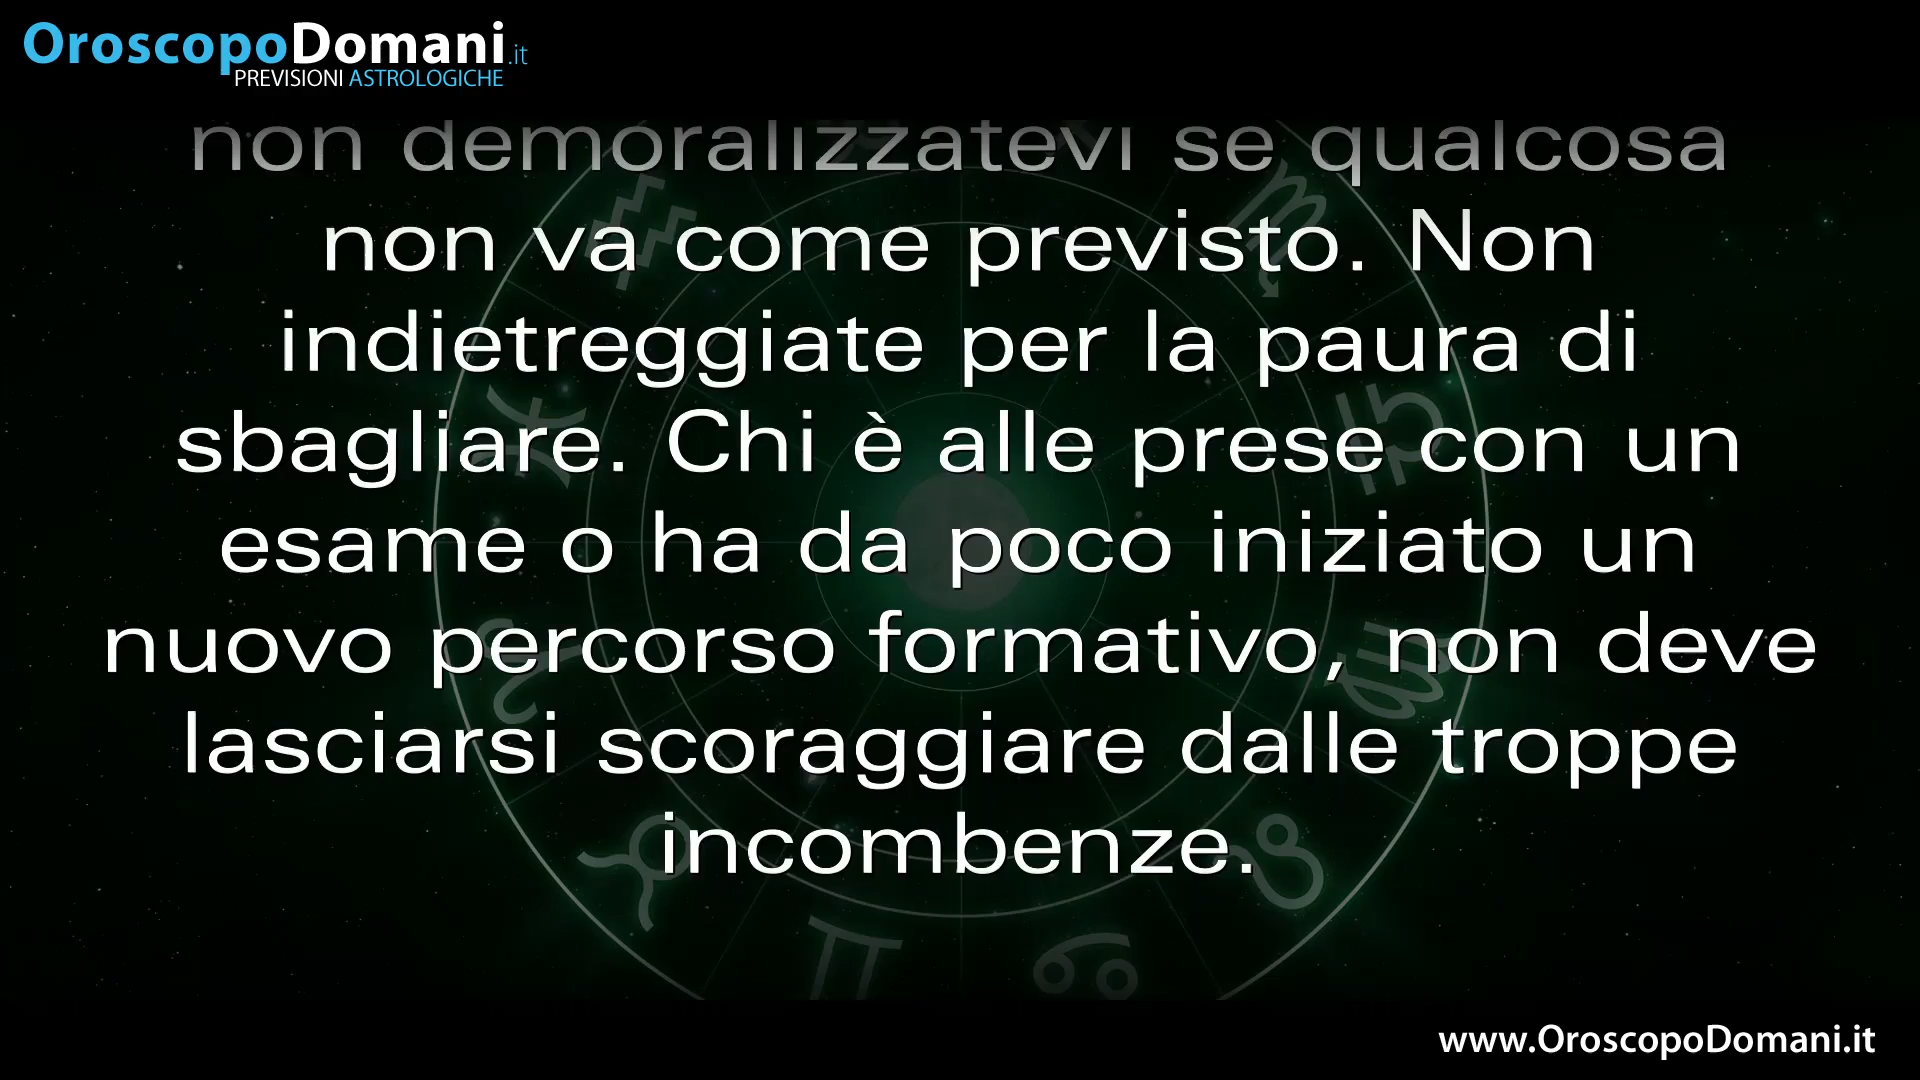 OroscopoDomani.it
PREVISIONI ASTROLOGICHE
non demoralizzatevi se qualcosa
non va come previsto. Non
indietreggiate per la paura di
sbagliare. Chi è alle prese con un
esame o ha da poco iniziato un
nuovo percorso formativo, non deve
lasciarsi scoraggiare dalle troppe
incombenze.
www.OroscopoDomani.it